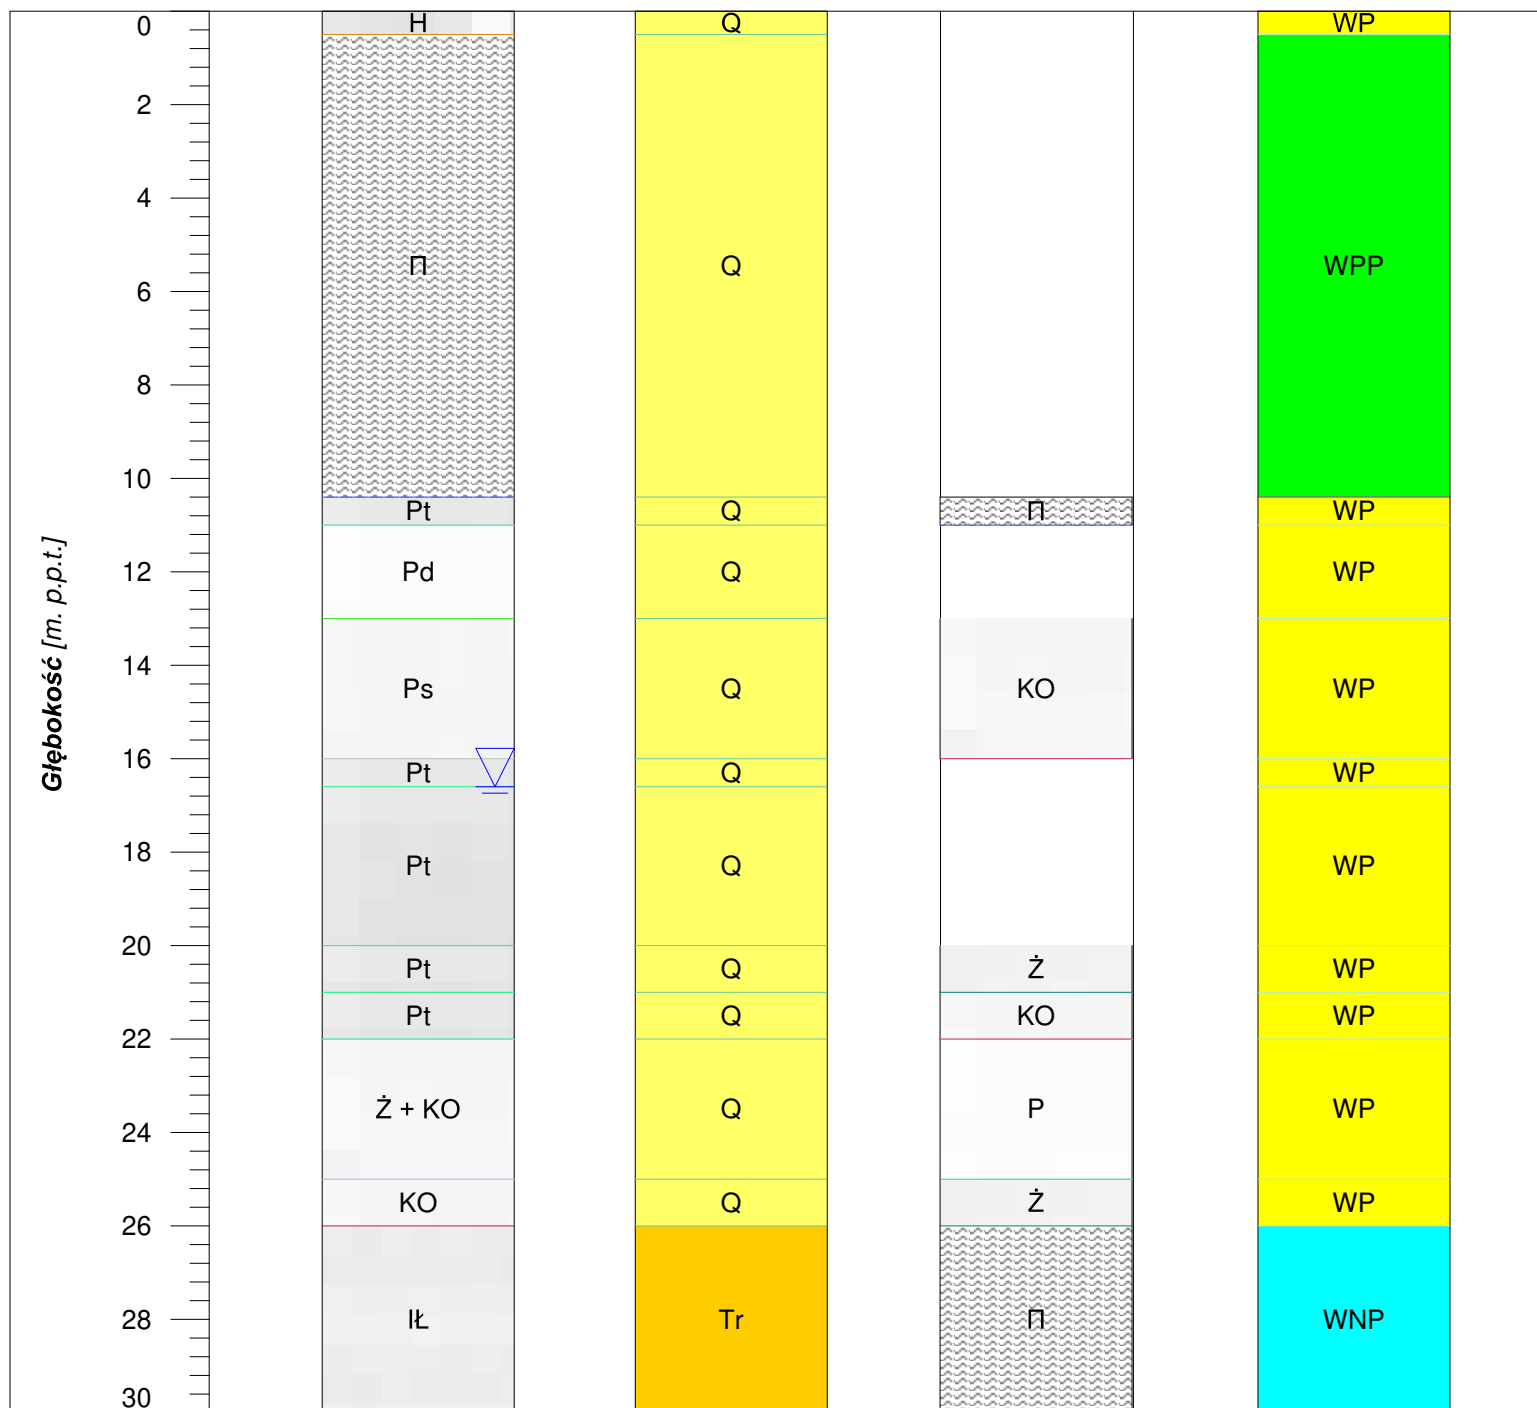 0
H
Q
WP
2
4
П
Q
WPP
6
8
10
Pt
Q
П
WP
12
Pd
Q
WP
Głębokość [m. p.p.t.]
14
Ps
Q
KO
WP
16
Pt
Q
WP
18
Pt
Q
WP
20
Pt
Q
Ż
WP
Pt
Q
KO
WP
22
Ż + KO
Q
P
WP
24
KO
Q
Ż
WP
26
28
IŁ
Tr
П
WNP
30